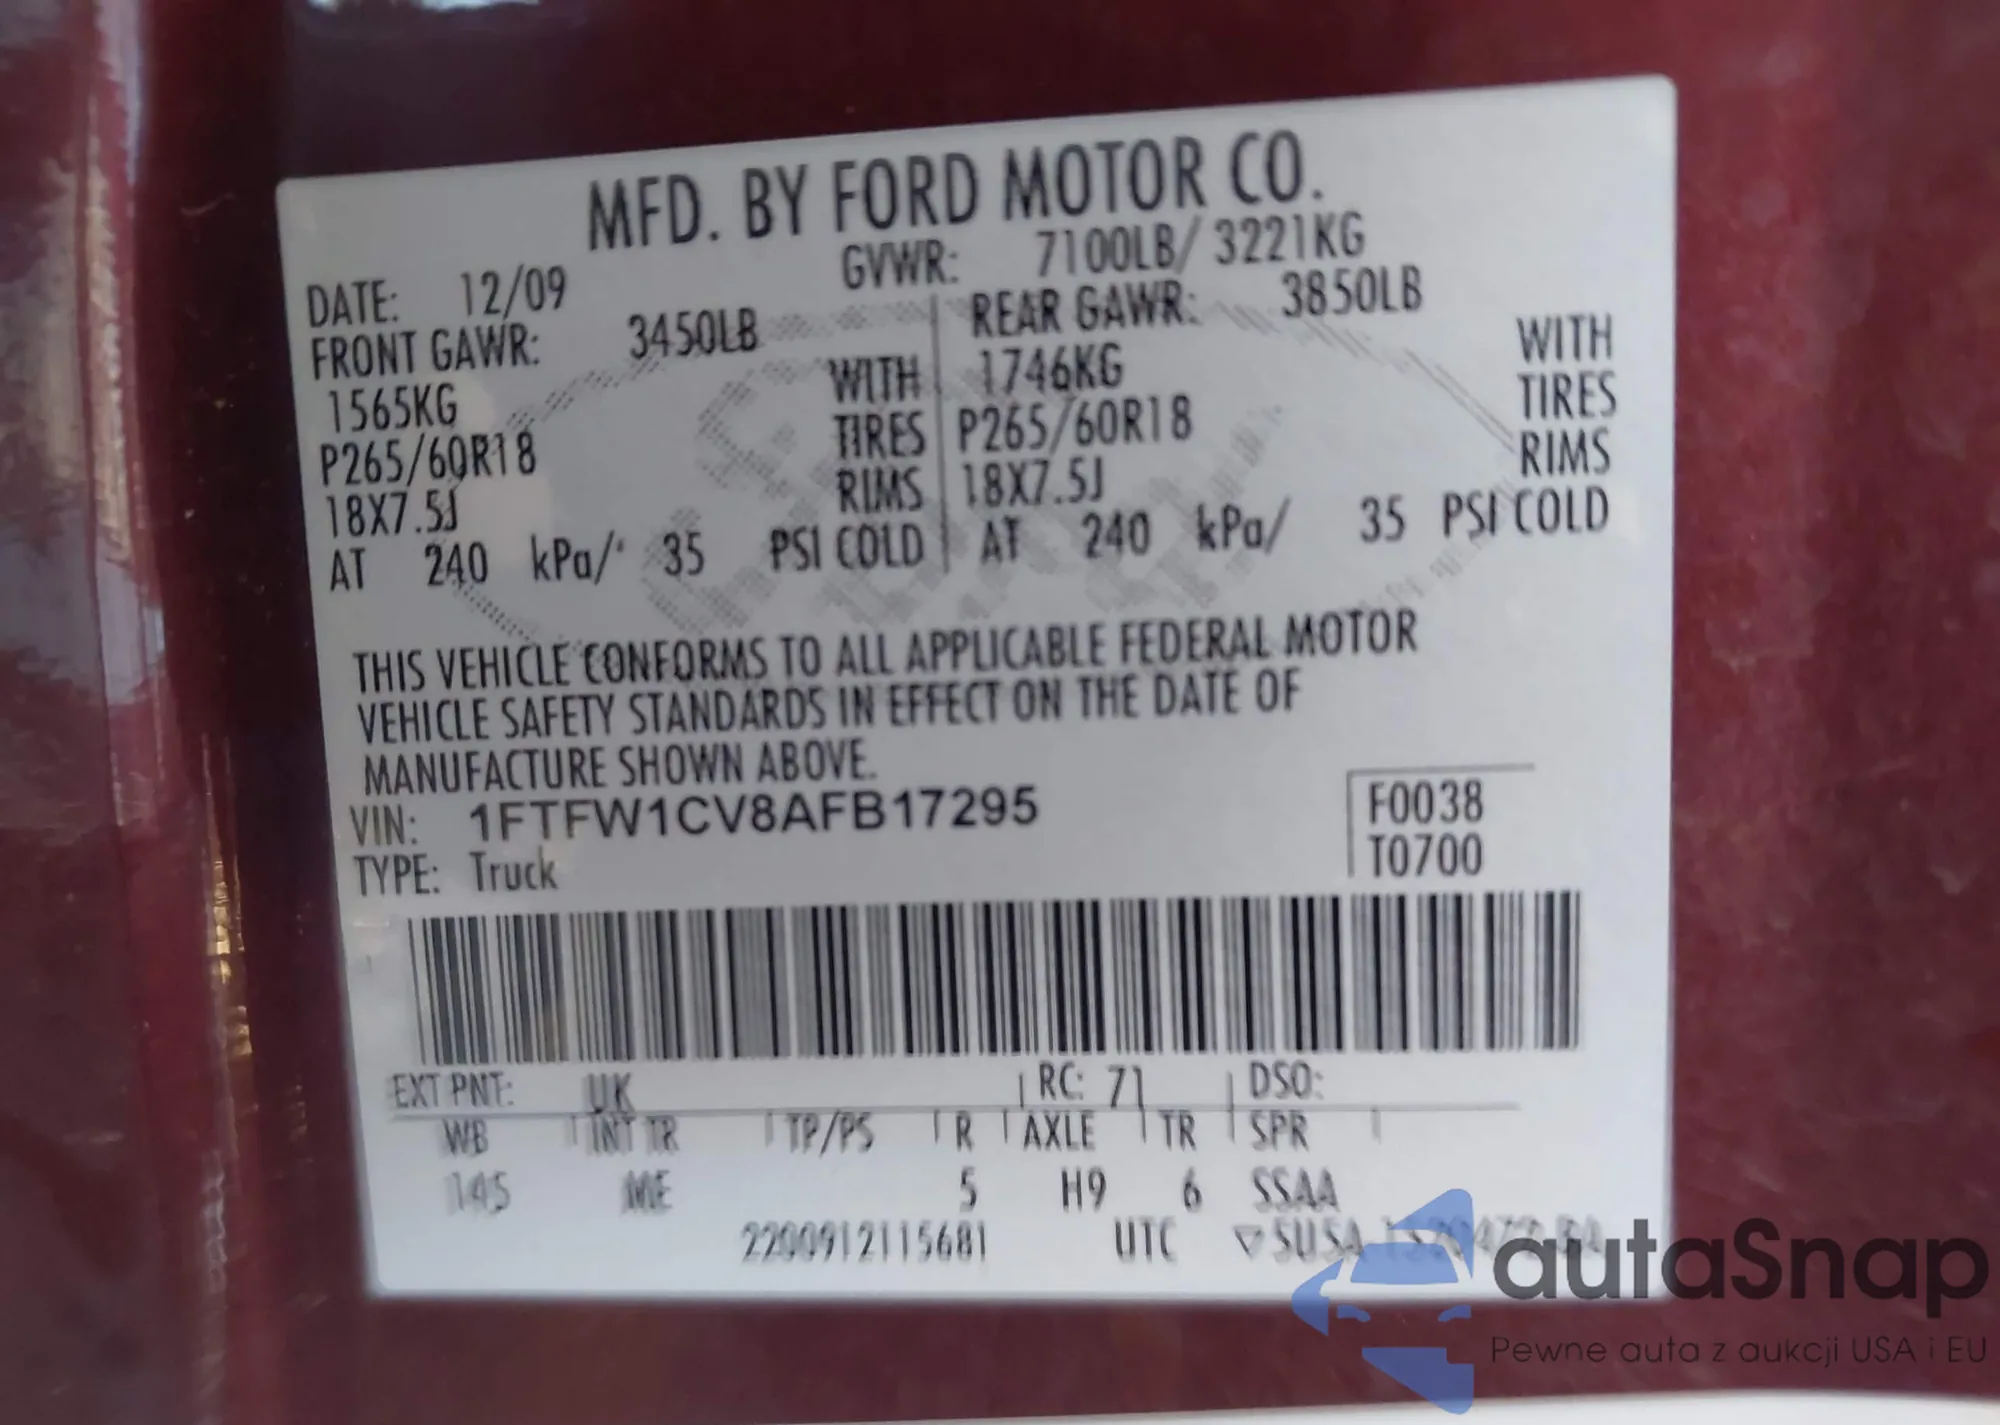 MFD. BY FORD MOTOR CO.
DATE: 12/09 GVWR: 7100LB/ 3221KG
FRONT GAWR: 3450LB REAR GAWR: 3850LB
1565KG WITH 1746KG WITH
P265/60R18 TIRES P265/60R18 TIRES
18X7.5J RIMS 18X7.5J RIMS
AT 240 kPa/ 35 PSI COLD AT 240 kPa/ 35 PSI COLD
THIS VEHICLE CONFORMS TO ALL APPLICABLE FEDERAL MOTOR
VEHICLE SAFETY STANDARDS IN EFFECT ON THE DATE OF
MANUFACTURE SHOWN ABOVE.
VIN: 1FTFW1CV8AFB17295 F0038
TYPE: Truck T0700
EXT PNT: UK RC: 71 DSO:
WB INT TR TP/PS R AXLE TR SPR
145 ME 5 H9 6 SSAA
2200912115681 UTC
autaSnap
Pewne auta z aukcji USA i EU